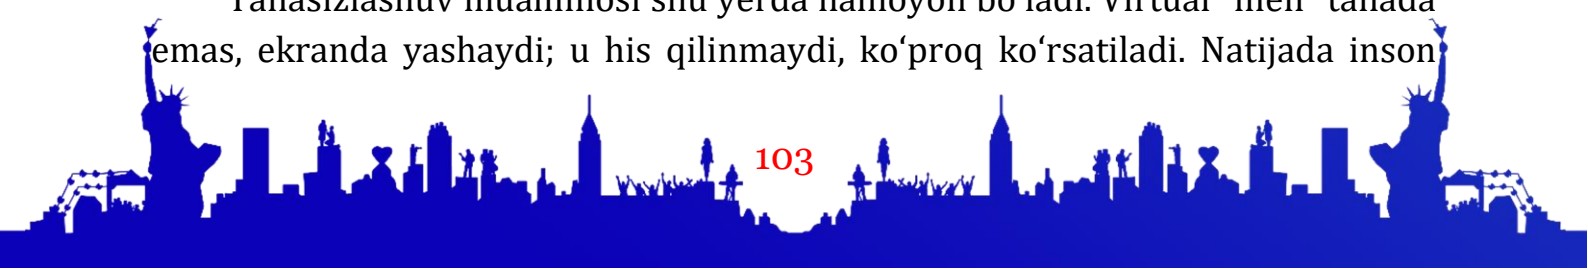 Tanasizlashuv muammosi shu yerda namoyon bo‘ladi. Virtual “men” tanada
emas, ekranda yashaydi; u his qilinmaydi, ko‘proq ko‘rsatiladi. Natijada inson
103